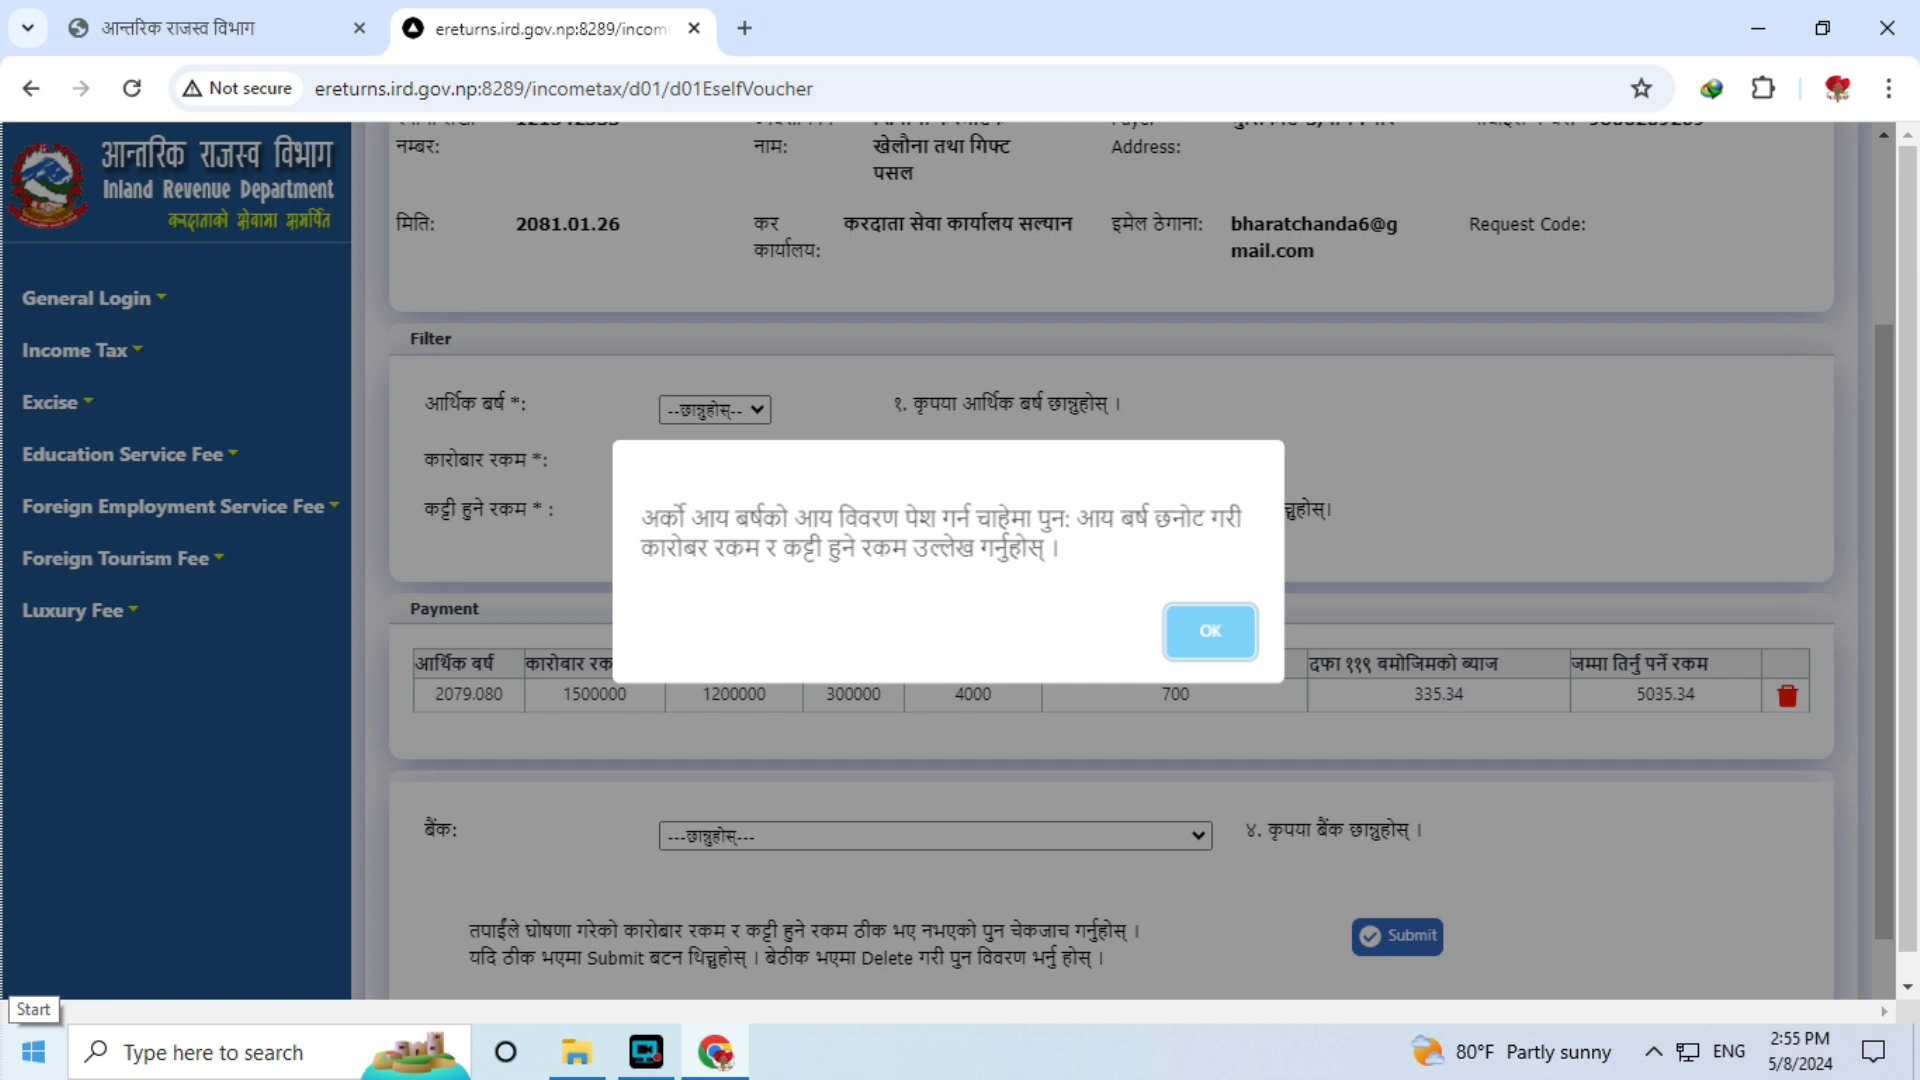 आन्तरिक राजस्व विभाग
ereturns.ird.gov.np:8289/incom
Not secure
ereturns.ird.gov.np:8289/incometax/d01/d01EselfVoucher
आन्तरिक राजस्व विभाग
Inland Revenue Department
करदाताको सेवामा समर्पित
General Login
Income Tax
Excise
Education Service Fee
Foreign Employment Service Fee
Foreign Tourism Fee
Luxury Fee
नम्बर: नाम: खेलौना तथा गिफ्ट Address:
पसल
मिति: 2081.01.26 कर करदाता सेवा कार्यालय सल्यान इमेल ठेगाना: bharatchanda6@g Request Code:
कार्यालय: mail.com
Filter
आर्थिक बर्ष *: --छान्नुहोस्-- १. कृपया आर्थिक बर्ष छान्नुहोस् ।
कारोबार रकम *:
कट्टी हुने रकम * :
अर्को आय बर्षको आय विवरण पेश गर्न चाहेमा पुन: आय बर्ष छनोट गरी
कारोबर रकम र कट्टी हुने रकम उल्लेख गर्नुहोस् ।
OK
Payment
आर्थिक बर्ष कारोबार रक दफा ११९ बमोजिमको ब्याज जम्मा तिर्नु पर्ने रकम
2079.080 1500000 1200000 300000 4000 700 335.34 5035.34
बैंक: ---छान्नुहोस्--- ४. कृपया बैंक छान्नुहोस् ।
तपाईंले घोषणा गरेको कारोबार रकम र कट्टी हुने रकम ठीक भए नभएको पुन चेकजाच गर्नुहोस् ।
यदि ठीक भएमा Submit बटन थिच्नुहोस् । बेठीक भएमा Delete गरी पुन विवरण भर्नु होस् ।
Submit
Start
Type here to search
80°F Partly sunny
ENG
2:55 PM
5/8/2024